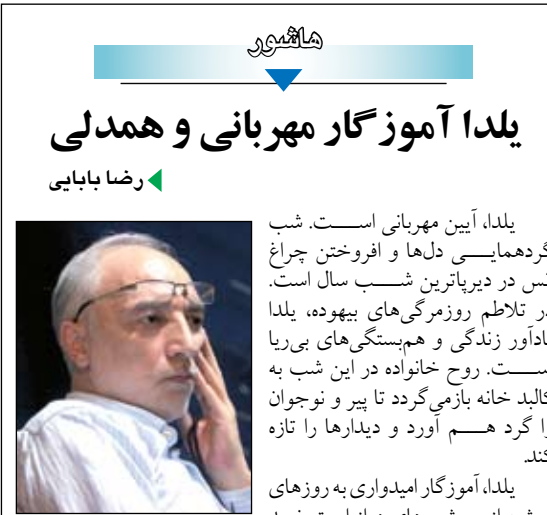 هاشور
یلدا آموزگار مهربانی و همدلی
رضا بابایی
یلدا، آیین مهربانی است. شب
گردهمایی دل‌ها و افروختن چراغ
در دیرپاترین شب سال است.
در تلاطم روزمرگی‌های بیهوده، یلدا
یادآور زندگی و هم‌بستگی‌های بی‌ریا
است. روح خانواده در این شب به
کالبد خانه بازمی‌گردد تا پیر و نوجوان
را گرد هم آورد و دیدارها را تازه
کند.
یلدا، آموزگار امیدواری به روزهای